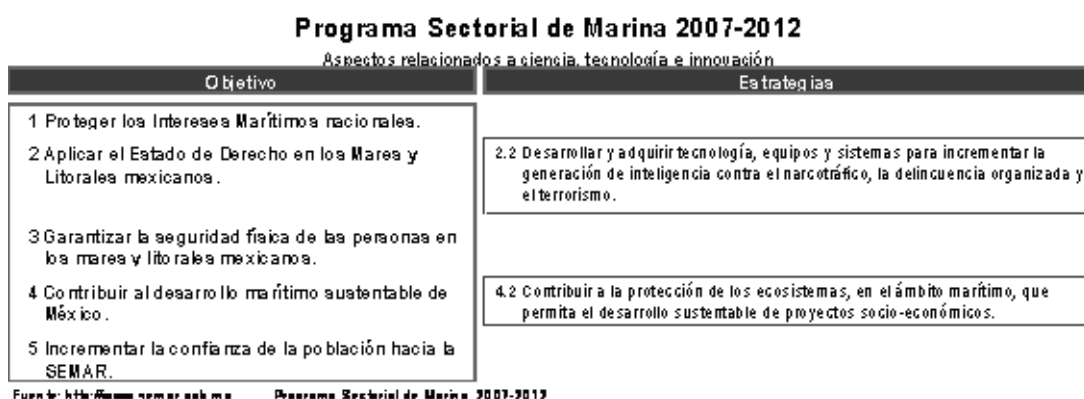 Programa Sectorial de Marina 2007-2012
Aspectos relacionados a ciencia, tecnología e innovación
Objetivo
Estrategias
1 Proteger los Intereses Marítimos nacionales.
2 Aplicar el Estado de Derecho en los Mares y
Litorales mexicanos.
2.2 Desarrollar y adquirir tecnología, equipos y sistemas para incrementar la
generación de inteligencia contra el narcotráfico, la delincuencia organizada y
el terrorismo.
3 Garantizar la seguridad física de las personas en
los mares y litorales mexicanos.
4 Contribuir al desarrollo marítimo sustentable de
México.
4.2 Contribuir a la protección de los ecosistemas, en el ámbito marítimo, que
permita el desarrollo sustentable de proyectos socio-económicos.
5 Incrementar la confianza de la población hacia la
SEMAR.
Fuente: Programa Sectorial de Marina 2007-2012